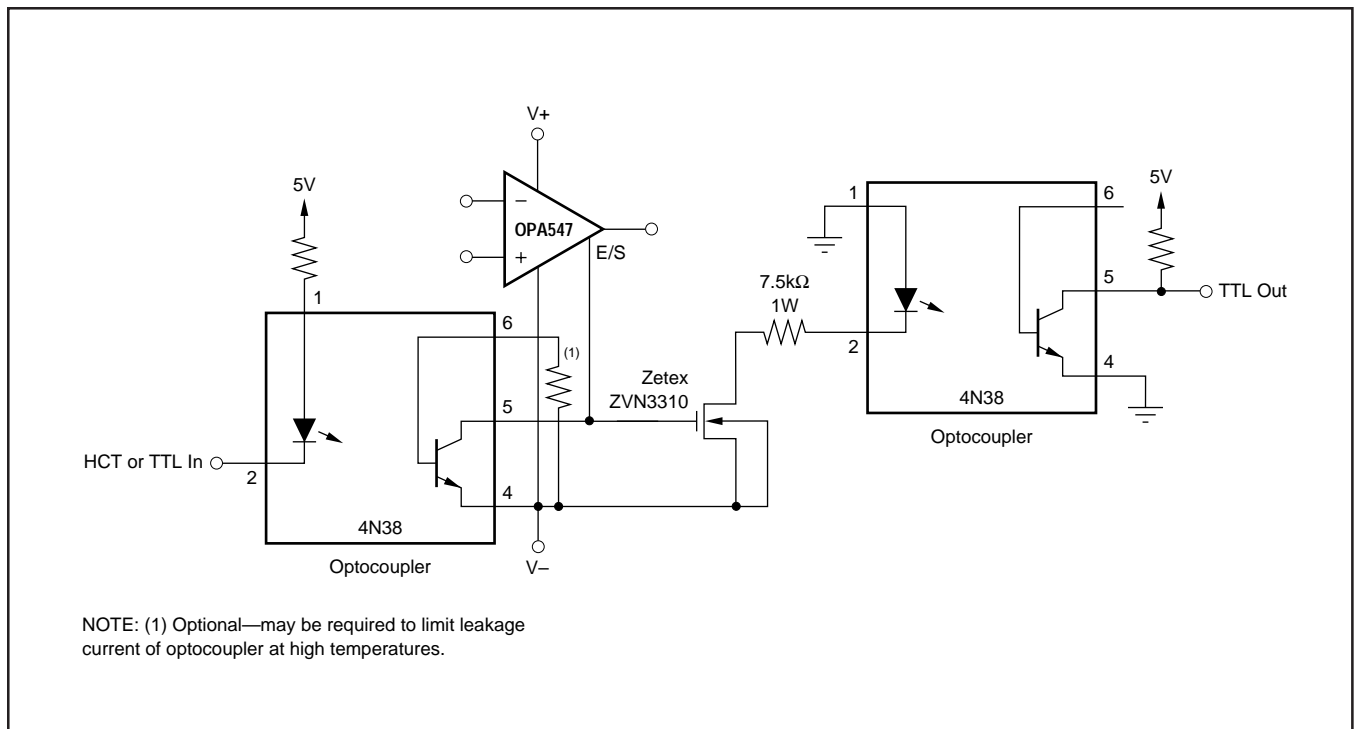 V+
5V
–
OPA547
+
E/S
1
6
(1)
5
HCT or TTL In
2
4
4N38
Optocoupler
V–
Zetex
ZVN3310
7.5kΩ
1W
1
2
6
5V
5
TTL Out
4
4N38
Optocoupler
NOTE: (1) Optional—may be required to limit leakage
current of optocoupler at high temperatures.